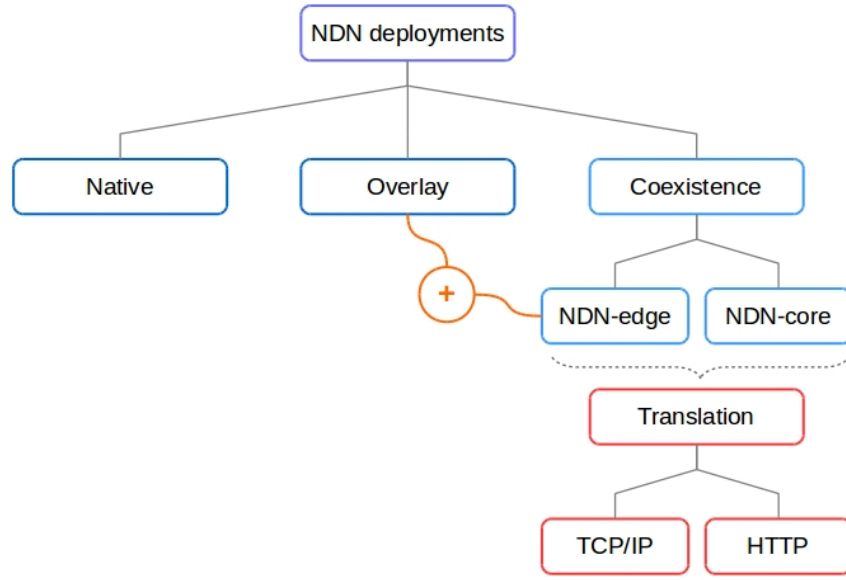 NDN deployments
Native
Overlay
Coexistence
+
NDN-edge
NDN-core
Translation
TCP/IP
HTTP